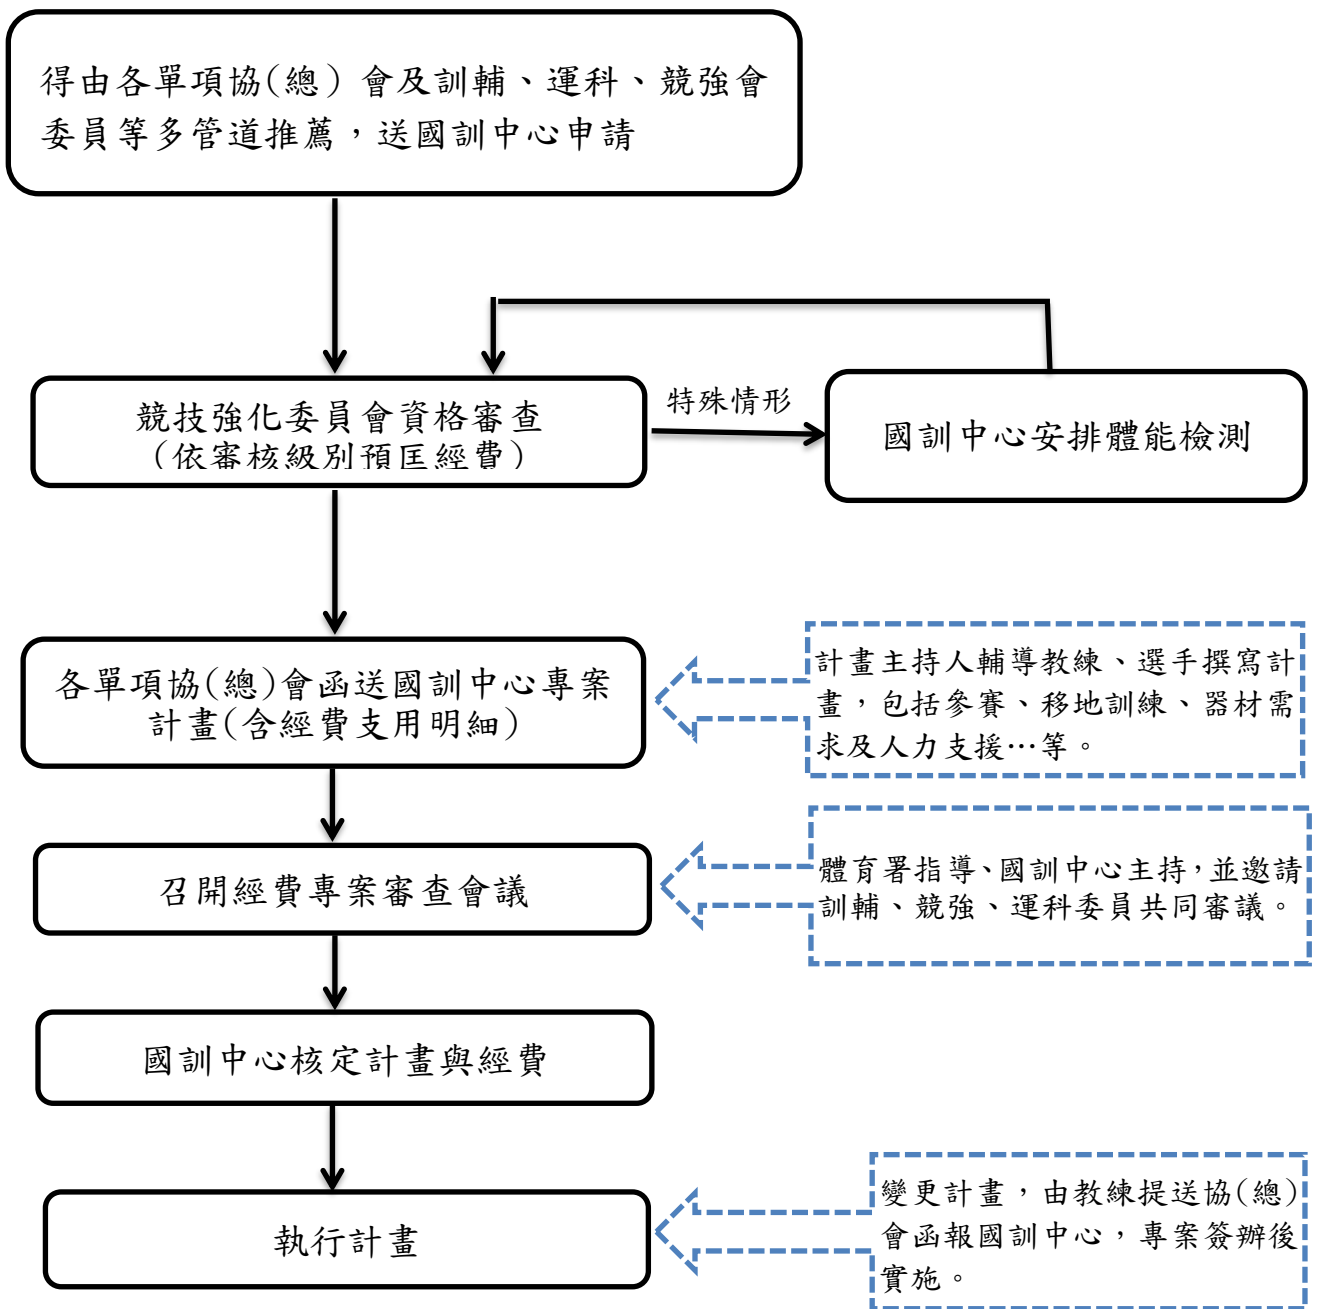 得由各單項協(總）會及訓輔、運科、競強會
委員等多管道推薦，送國訓中心申請
競技強化委員會資格審查
（依審核級別預匡經費）
特殊情形
國訓中心安排體能檢測
各單項協(總)會函送國訓中心專案
計畫(含經費支用明細)
計畫主持人輔導教練、選手撰寫計
畫，包括參賽、移地訓練、器材需
求及人力支援…等。
召開經費專案審查會議
體育署指導、國訓中心主持，並邀請
訓輔、競強、運科委員共同審議。
國訓中心核定計畫與經費
執行計畫
變更計畫，由教練提送協(總)
會函報國訓中心，專案簽辦後
實施。